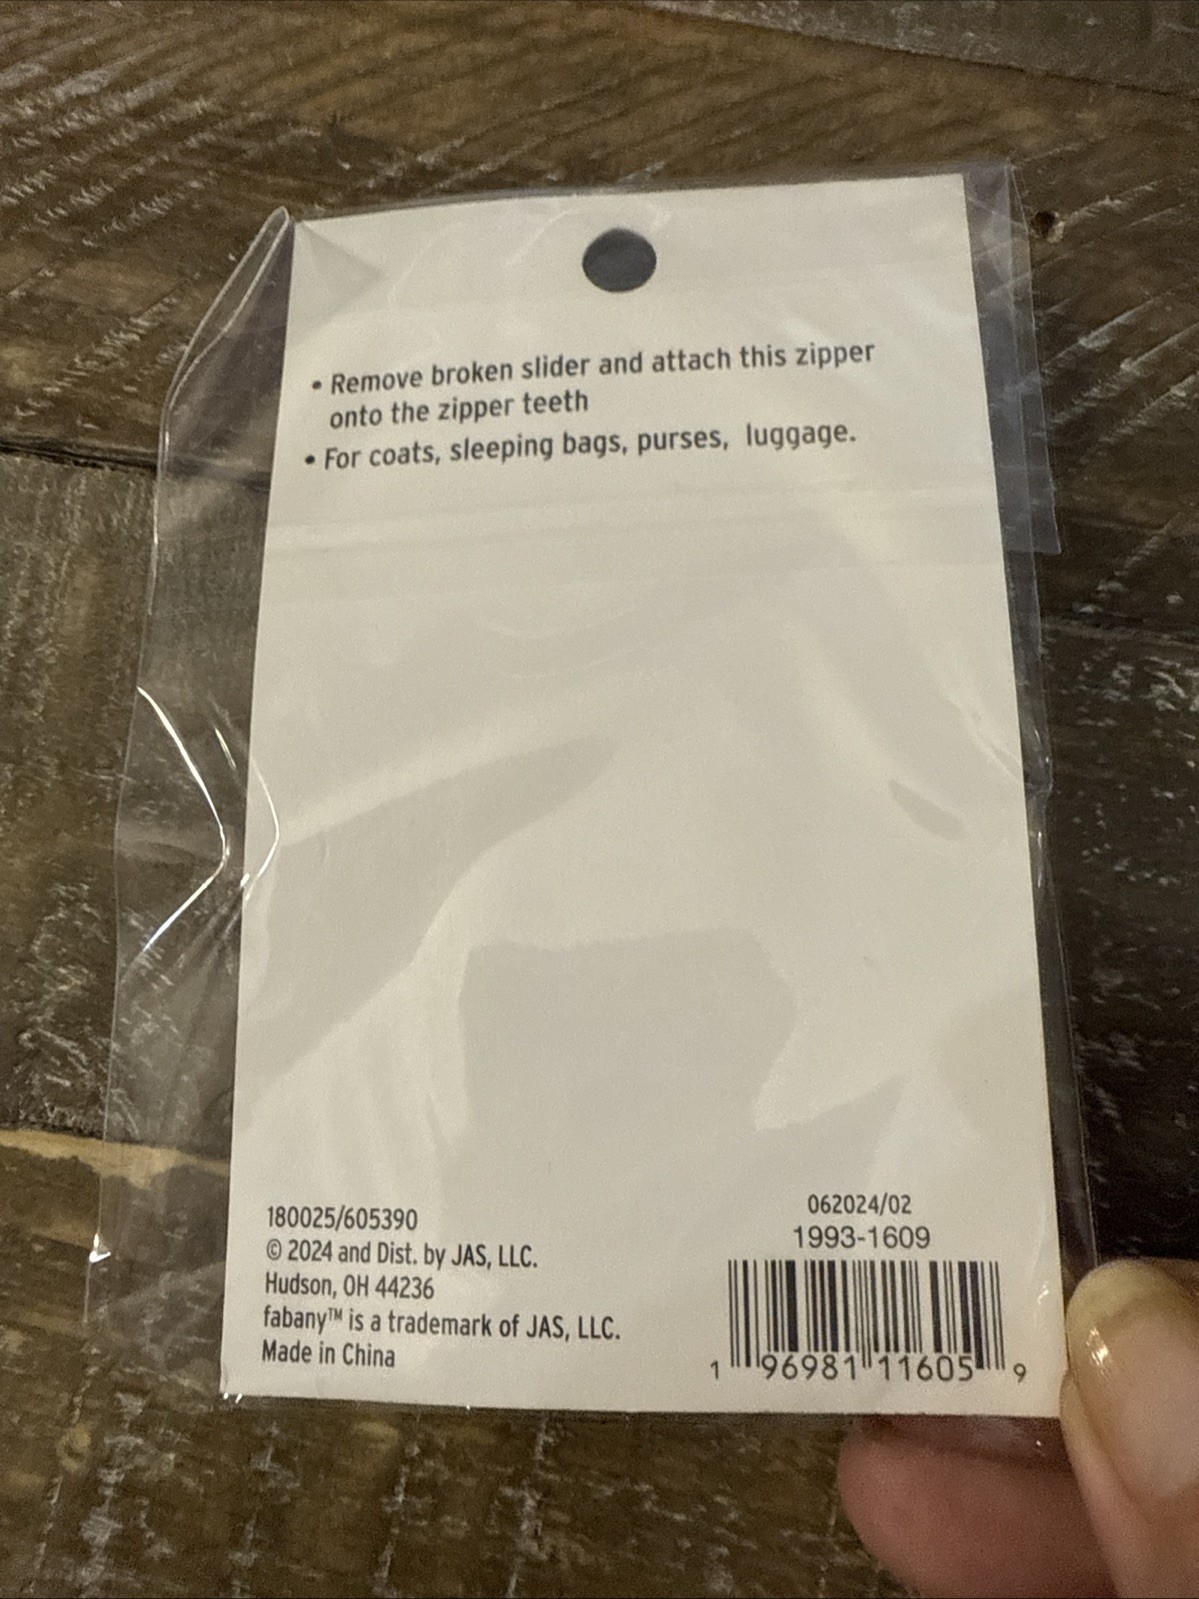 • Remove broken slider and attach this zipper
onto the zipper teeth
• For coats, sleeping bags, purses, luggage.
180025/605390
© 2024 and Dist. by JAS, LLC.
Hudson, OH 44236
fabany™ is a trademark of JAS, LLC.
Made in China
062024/02
1993-1609
1 96981 11605 9